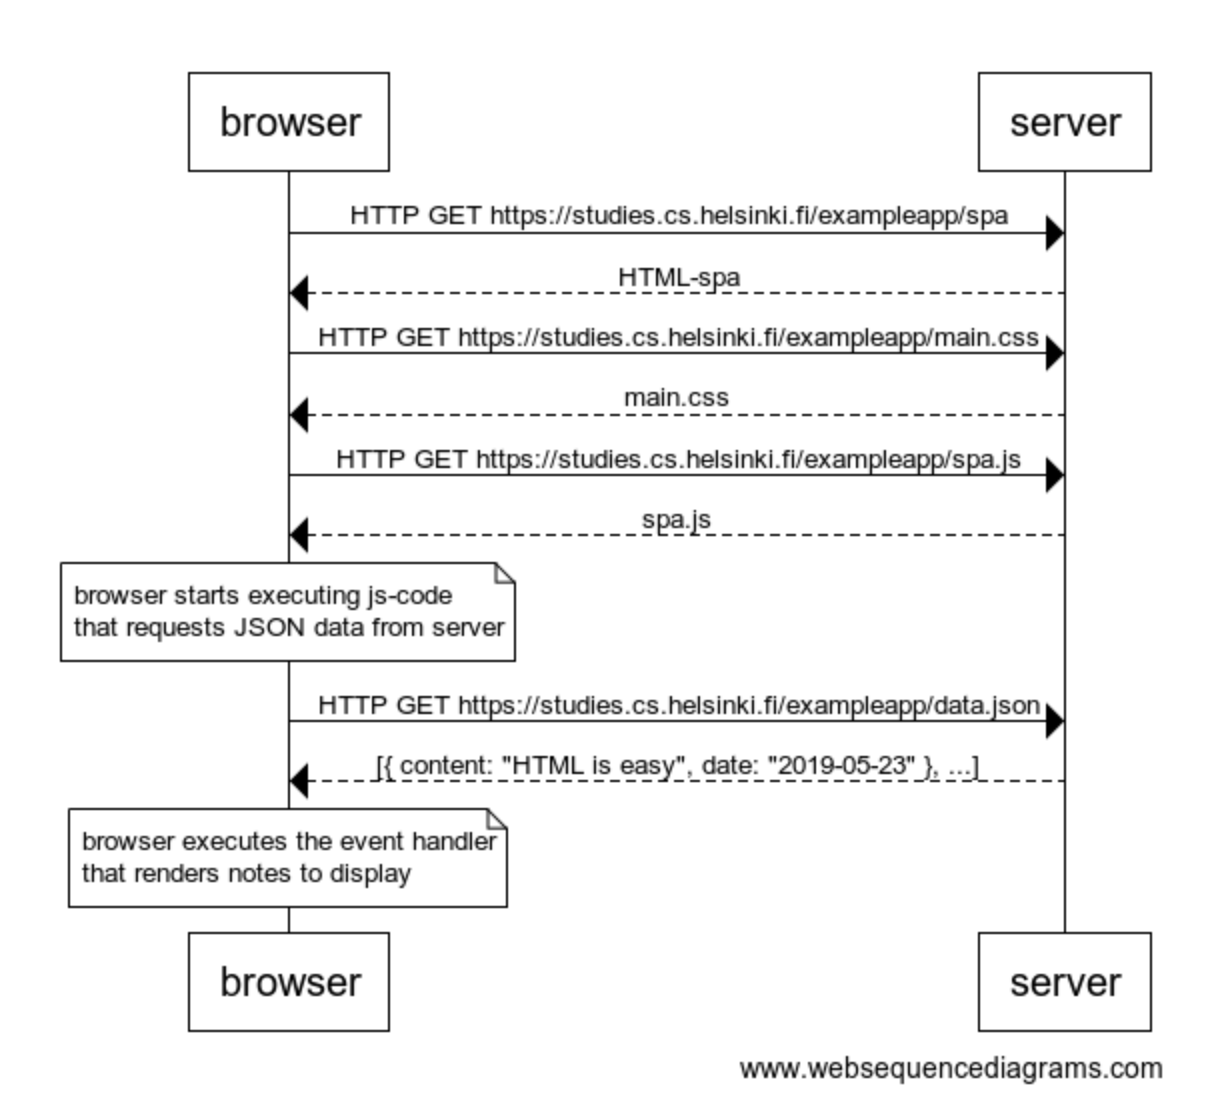 browser
server
HTTP GET https://studies.cs.helsinki.fi/exampleapp/spa
HTML-spa
HTTP GET https://studies.cs.helsinki.fi/exampleapp/main.css
main.css
HTTP GET https://studies.cs.helsinki.fi/exampleapp/spa.js
spa.js
browser starts executing js-code
that requests JSON data from server
HTTP GET https://studies.cs.helsinki.fi/exampleapp/data.json
[{ content: "HTML is easy", date: "2019-05-23" }, ...]
browser executes the event handler
that renders notes to display
browser
server
www.websequencediagrams.com